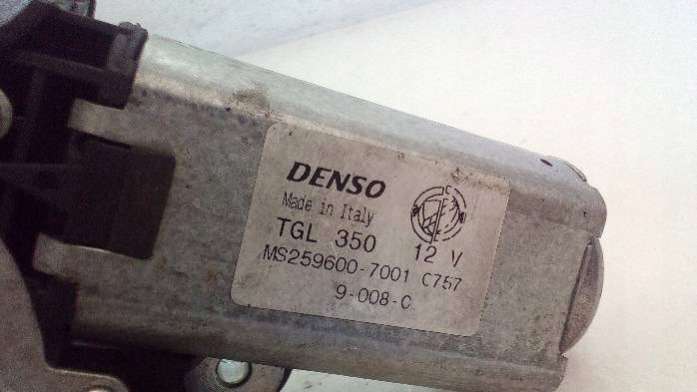 DENSO
Made in Italy
TGL 350 12 V
MS259600-7001 C757
9-008-C